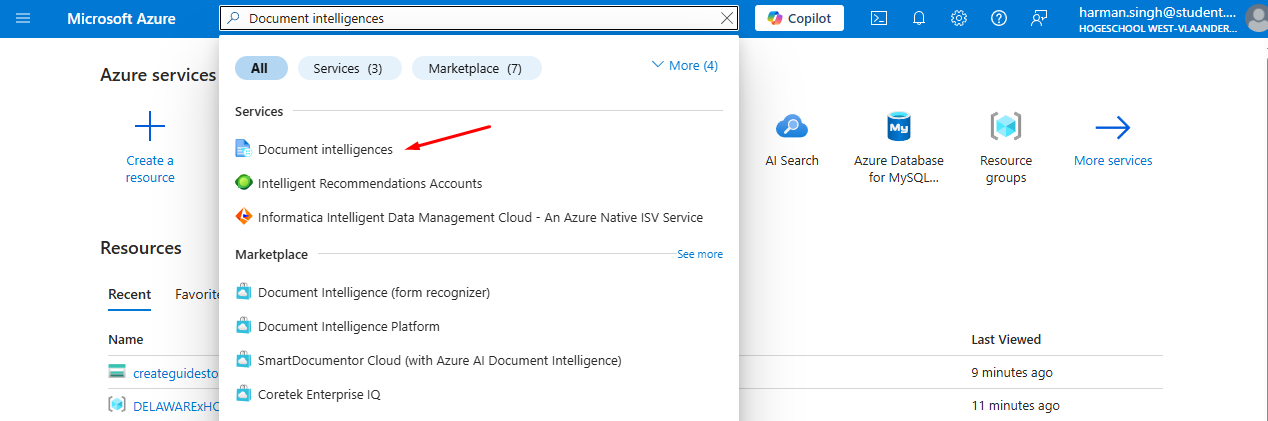 Microsoft Azure
Document intelligences
Copilot
harman.singh@student....
HOGESCHOOL WEST-VLAANDER...
Azure services
Create a
resource
All
Services (3)
Marketplace (7)
More (4)
Services
Document intelligences
Intelligent Recommendations Accounts
Informatica Intelligent Data Management Cloud - An Azure Native ISV Service
Marketplace
See more
Document Intelligence (form recognizer)
Document Intelligence Platform
SmartDocumentor Cloud (with Azure AI Document Intelligence)
Coretek Enterprise IQ
AI Search
My
Azure Database
for MySQL...
Resource
groups
More services
Resources
Recent
Favorite
Name
Last Viewed
createguidesto
9 minutes ago
DELAWARExHO
11 minutes ago